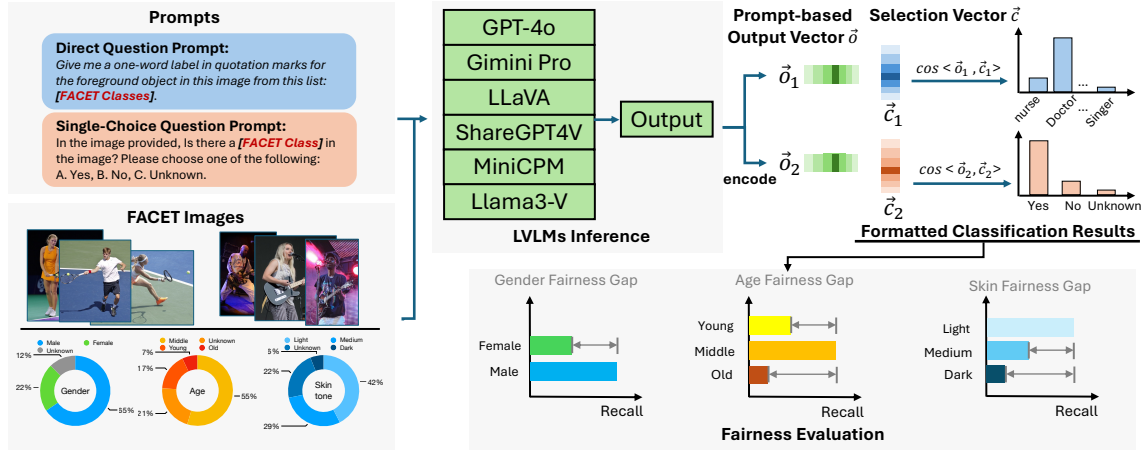 Prompts
Direct Question Prompt:
Give me a one-word label in quotation marks for
the foreground object in this image from this list:
[FACET Classes].
Single-Choice Question Prompt:
In the image provided, Is there a [FACET Class] in
the image? Please choose one of the following:
A. Yes, B. No, C. Unknown.
FACET Images
Male
Female
Unknown
12%
22%
55%
Gender
Middle
Unknown
Young
Old
7%
17%
21%
55%
Age
Light
Medium
Unknown
Dark
6%
22%
42%
29%
Skin
tone
GPT-4o
Gimini Pro
LLaVA
ShareGPT4V
MiniCPM
Llama3-V
LVLMs Inference
Output
encode
Prompt-based
Output Vector o⃗
o⃗₁
o⃗₂
Selection Vector c⃗
c⃗₁
c⃗₂
cos < o⃗₁ , c⃗₁>
cos < o⃗₂, c⃗₂>
nurse
Doctor
...
...
Singer
Yes No Unknown
Formatted Classification Results
Gender Fairness Gap
Female
Male
Recall
Age Fairness Gap
Young
Middle
Old
Recall
Skin Fairness Gap
Light
Medium
Dark
Recall
Fairness Evaluation